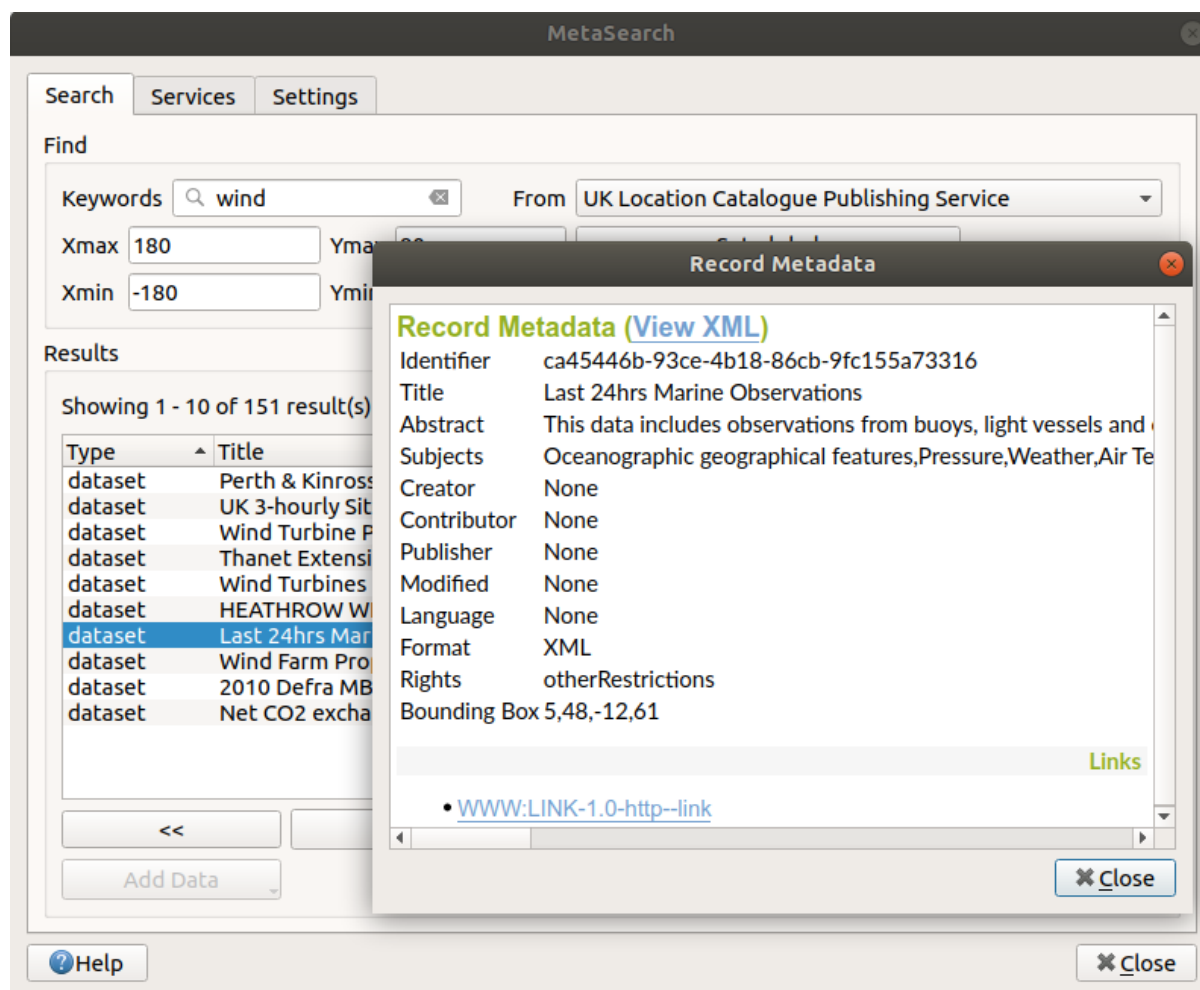 MetaSearch
Search Services Settings
Find
Keywords wind From UK Location Catalogue Publishing Service
Xmax 180
Xmin -180
Results
Showing 1 - 10 of 151 result(s)
Type Title
dataset Perth & Kinross
dataset UK 3-hourly
dataset Wind Turbine
dataset Thanet
dataset Wind Turbines
dataset HEATHROW
dataset Last 24hrs
dataset Wind Farm
dataset 2010 Defra
dataset Net CO2
<<
Add Data
Help
Close
Record Metadata
Record Metadata (View XML)
Identifier ca45446b-93ce-4b18-86cb-9fc155a73316
Title Last 24hrs Marine Observations
Abstract This data includes observations from buoys, light vessels and
Subjects Oceanographic geographical features,Pressure,Weather,Air Te
Creator None
Contributor None
Publisher None
Modified None
Language None
Format XML
Rights otherRestrictions
Bounding Box 5,48,-12,61
Links
WWW:LINK-1.0-http--link
Close